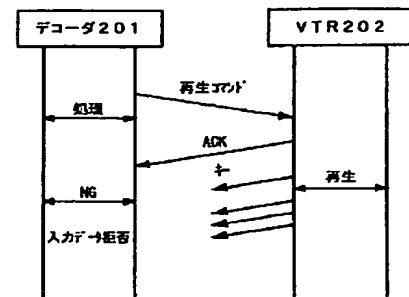 デコーダ201
VTR202
再生コマンド
処理
ACK
キー
NG
再生
入力データ拒否